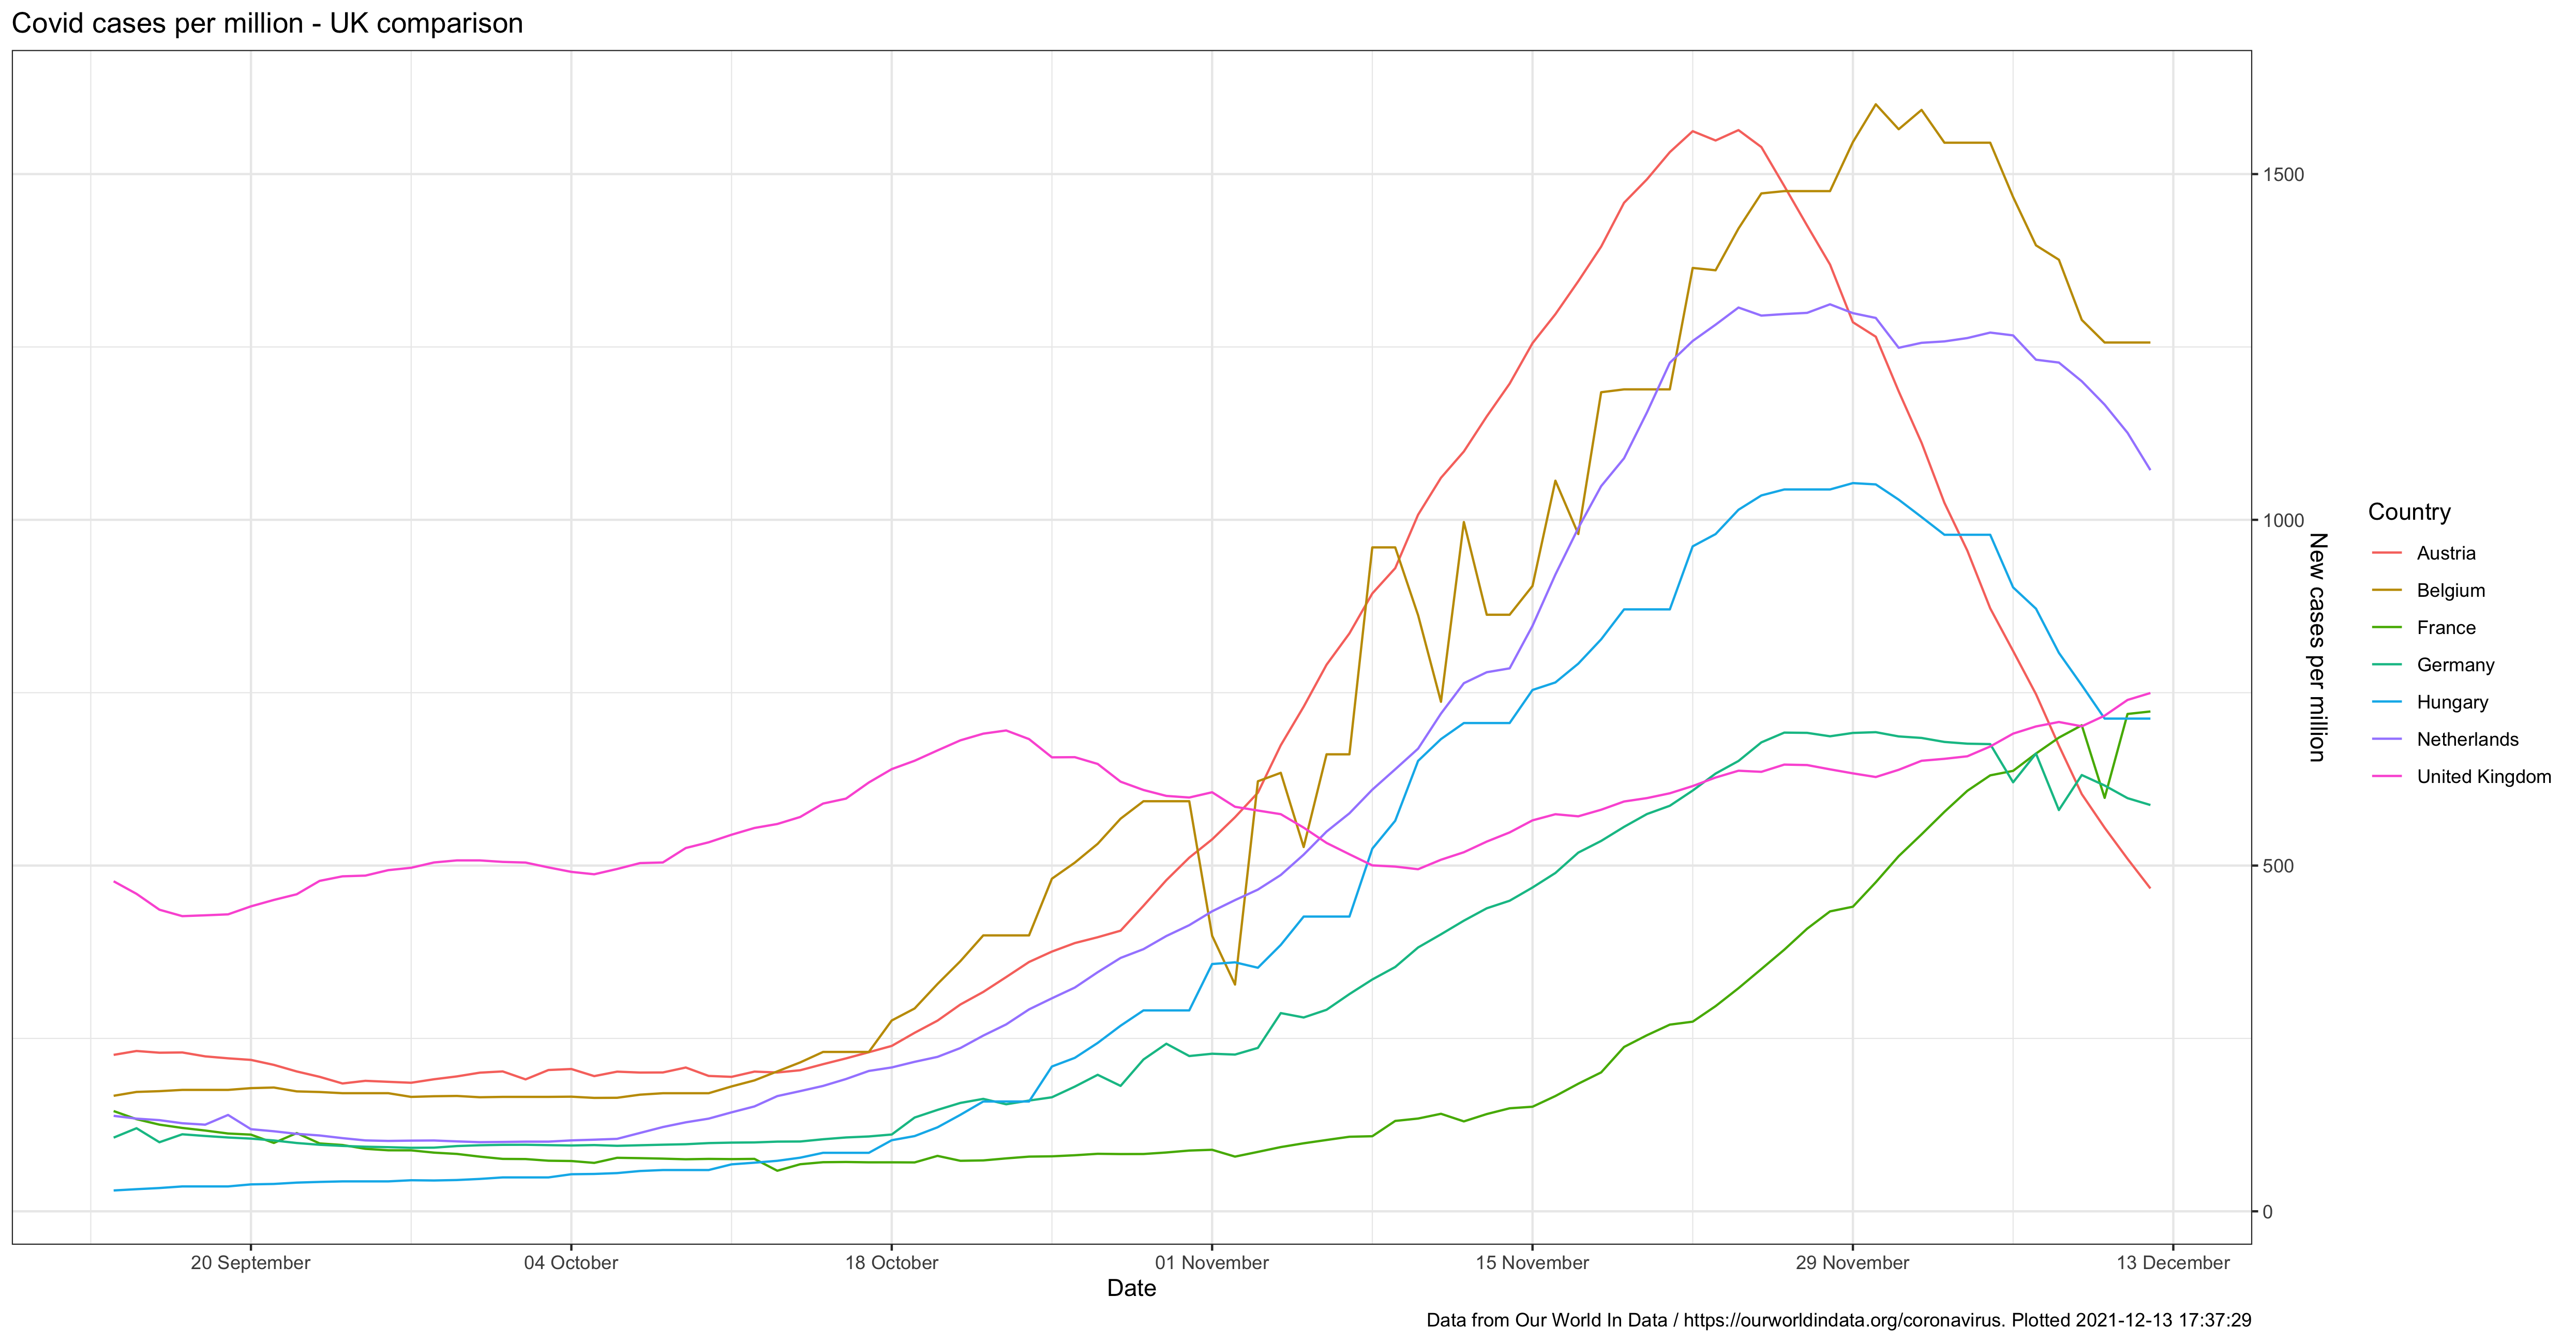 Covid cases per million - UK comparison
1500
1000
500
0
New cases per million
20 September
04 October
18 October
01 November
15 November
29 November
13 December
Date
Country
Austria
Belgium
France
Germany
Hungary
Netherlands
United Kingdom
Data from Our World In Data / https://ourworldindata.org/coronavirus. Plotted 2021-12-13 17:37:29